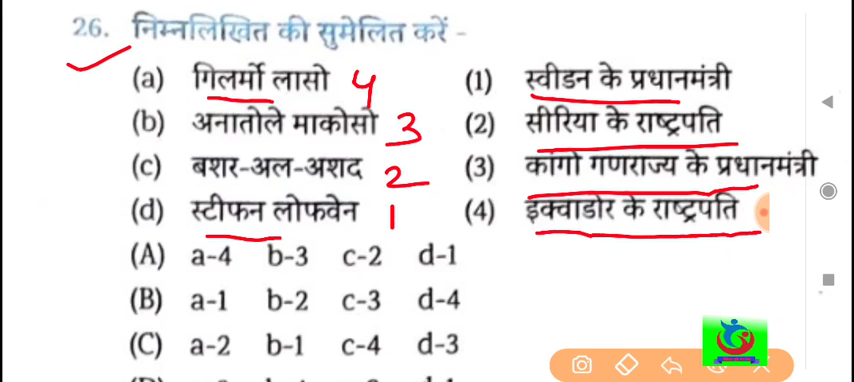 26. निम्नलिखित की सुमेलित करें -
(a) गिलर्मो लासो 4 (1) स्वीडन के प्रधानमंत्री
(b) अनातोले माकोसो 3 (2) सीरिया के राष्ट्रपति
(c) बशर-अल-अशद 2 (3) कांगो गणराज्य के प्रधानमंत्री
(d) स्टीफन लोफवेन 1 (4) इक्वाडोर के राष्ट्रपति
(A) a-4 b-3 c-2 d-1
(B) a-1 b-2 c-3 d-4
(C) a-2 b-1 c-4 d-3